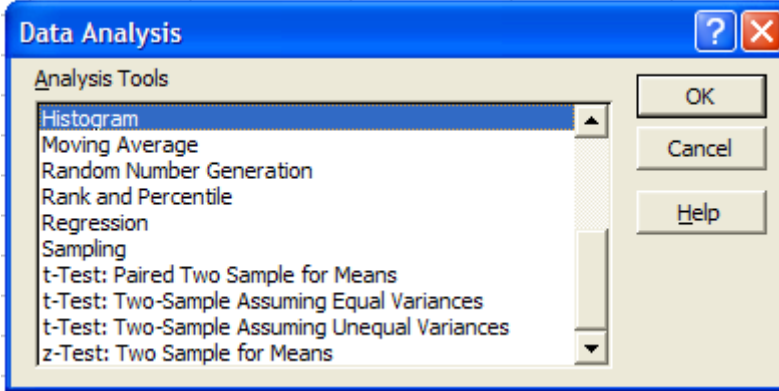 Data Analysis
Analysis Tools
Histogram
Moving Average
Random Number Generation
Rank and Percentile
Regression
Sampling
t-Test: Paired Two Sample for Means
t-Test: Two-Sample Assuming Equal Variances
t-Test: Two-Sample Assuming Unequal Variances
z-Test: Two Sample for Means
OK
Cancel
Help